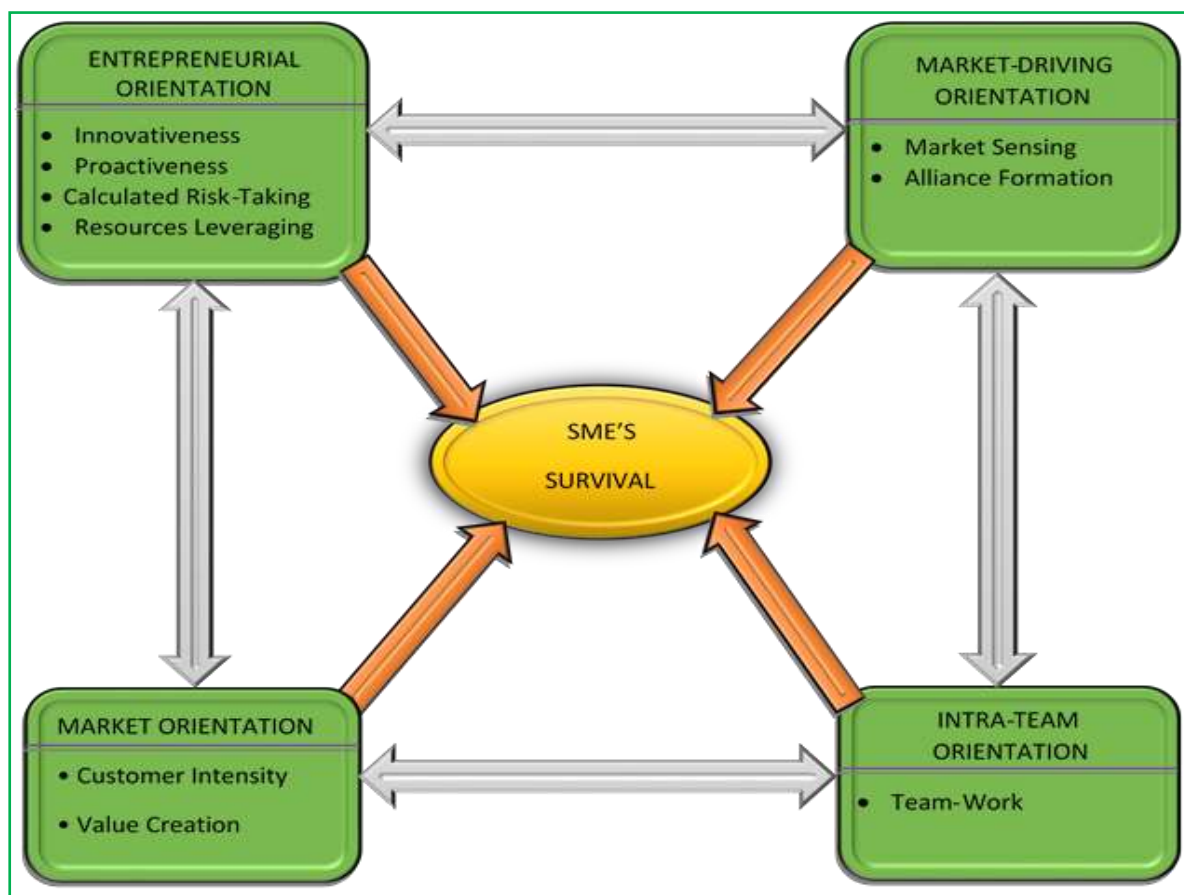 ENTREPRENEURIAL
ORIENTATION
• Innovativeness
• Proactiveness
• Calculated Risk-Taking
• Resources Leveraging
MARKET-DRIVING
ORIENTATION
• Market Sensing
• Alliance Formation
SME'S
SURVIVAL
MARKET ORIENTATION
• Customer Intensity
• Value Creation
INTRA-TEAM
ORIENTATION
• Team-Work